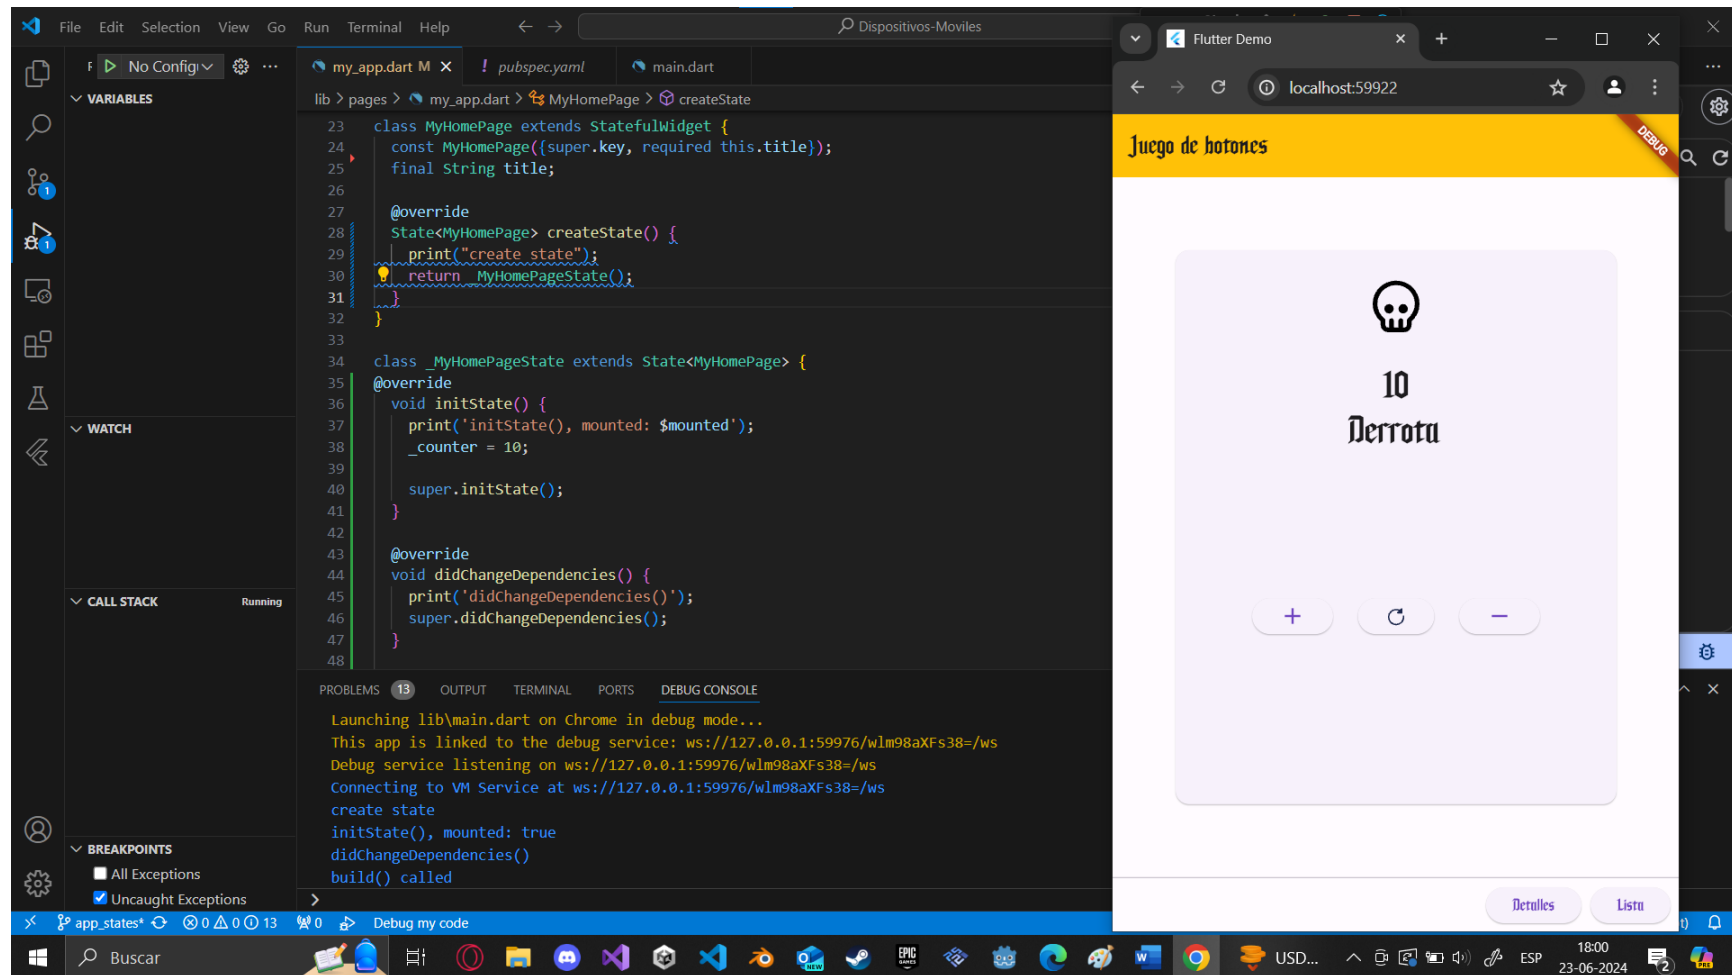 File Edit Selection View Go Run Terminal Help
Dispositivos-Moviles
No Config
my_app.dart M
! pubspec.yaml
main.dart
lib > pages > my_app.dart > MyHomePage > createState
VARIABLES
WATCH
CALL STACK
Running
BREAKPOINTS
All Exceptions
Uncaught Exceptions
23 class MyHomePage extends StatefulWidget {
24 const MyHomePage({super.key, required this.title});
25 final String title;
26
27 @override
28 State<MyHomePage> createState() {
29 print("create state");
30 return _MyHomePageState();
31 }
32 }
33
34 class _MyHomePageState extends State<MyHomePage> {
35 @override
36 void initState() {
37 print('initState(), mounted: $mounted');
38 _counter = 10;
39
40 super.initState();
41 }
42
43 @override
44 void didChangeDependencies() {
45 print('didChangeDependencies()');
46 super.didChangeDependencies();
47 }
48
PROBLEMS 13 OUTPUT TERMINAL PORTS DEBUG CONSOLE
Launching lib\main.dart on Chrome in debug mode...
This app is linked to the debug service: ws://127.0.0.1:59976/wlm98aXFs38=/ws
Debug service listening on ws://127.0.0.1:59976/wlm98aXFs38=/ws
Connecting to VM Service at ws://127.0.0.1:59976/wlm98aXFs38=/ws
create state
initState(), mounted: true
didChangeDependencies()
build() called
app_states* 0 0 0 13 0 Debug my code
Flutter Demo
localhost:59922
Juego de botones
DEBUG
10
Derrota
Detalles
Lista
Buscar
NEW
EPIC GAMES
USD...
ESP
18:00
23-06-2024
2
PRE